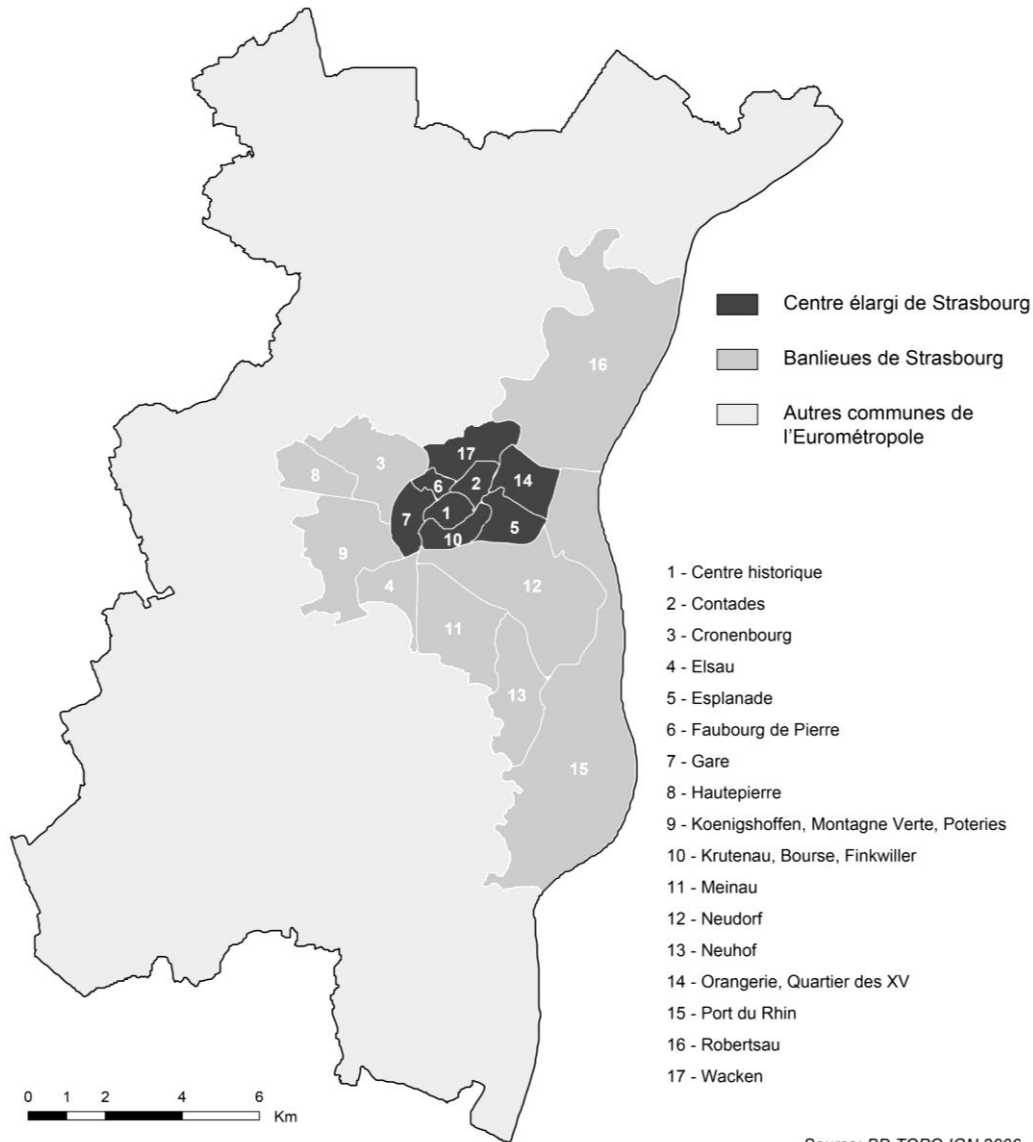 Centre élargi de Strasbourg
Banlieues de Strasbourg
Autres communes de
l'Eurométropole
16
17
3
8
6
2
14
7
1
5
10
9
4
12
11
13
15
1 - Centre historique
2 - Contades
3 - Cronenbourg
4 - Elsau
5 - Esplanade
6 - Faubourg de Pierre
7 - Gare
8 - Hautepierre
9 - Koenigshoffen, Montagne Verte, Poteries
10 - Krutenau, Bourse, Finkwiller
11 - Meinau
12 - Neudorf
13 - Neuhof
14 - Orangerie, Quartier des XV
15 - Port du Rhin
16 - Robertsau
17 - Wacken
0 1 2 4 6
Km